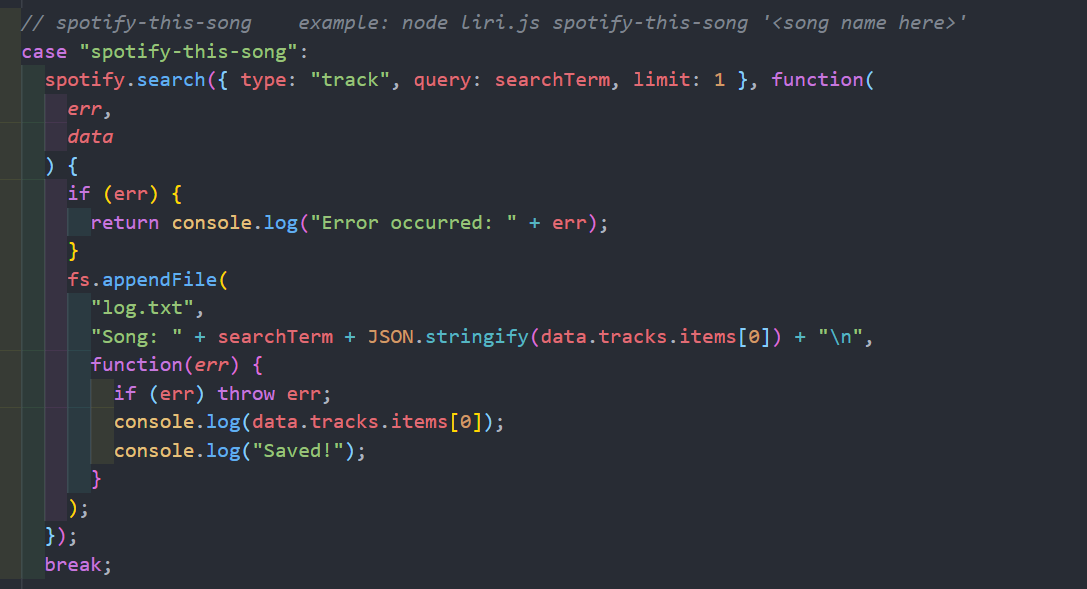 // spotify-this-song    example: node liri.js spotify-this-song '<song name here>'
case "spotify-this-song":
  spotify.search({ type: "track", query: searchTerm, limit: 1 }, function(
    err,
    data
  ) {
    if (err) {
      return console.log("Error occurred: " + err);
    }
    fs.appendFile(
      "log.txt",
      "Song: " + searchTerm + JSON.stringify(data.tracks.items[0]) + "\n",
      function(err) {
        if (err) throw err;
        console.log(data.tracks.items[0]);
        console.log("Saved!");
      }
    );
  });
  break;